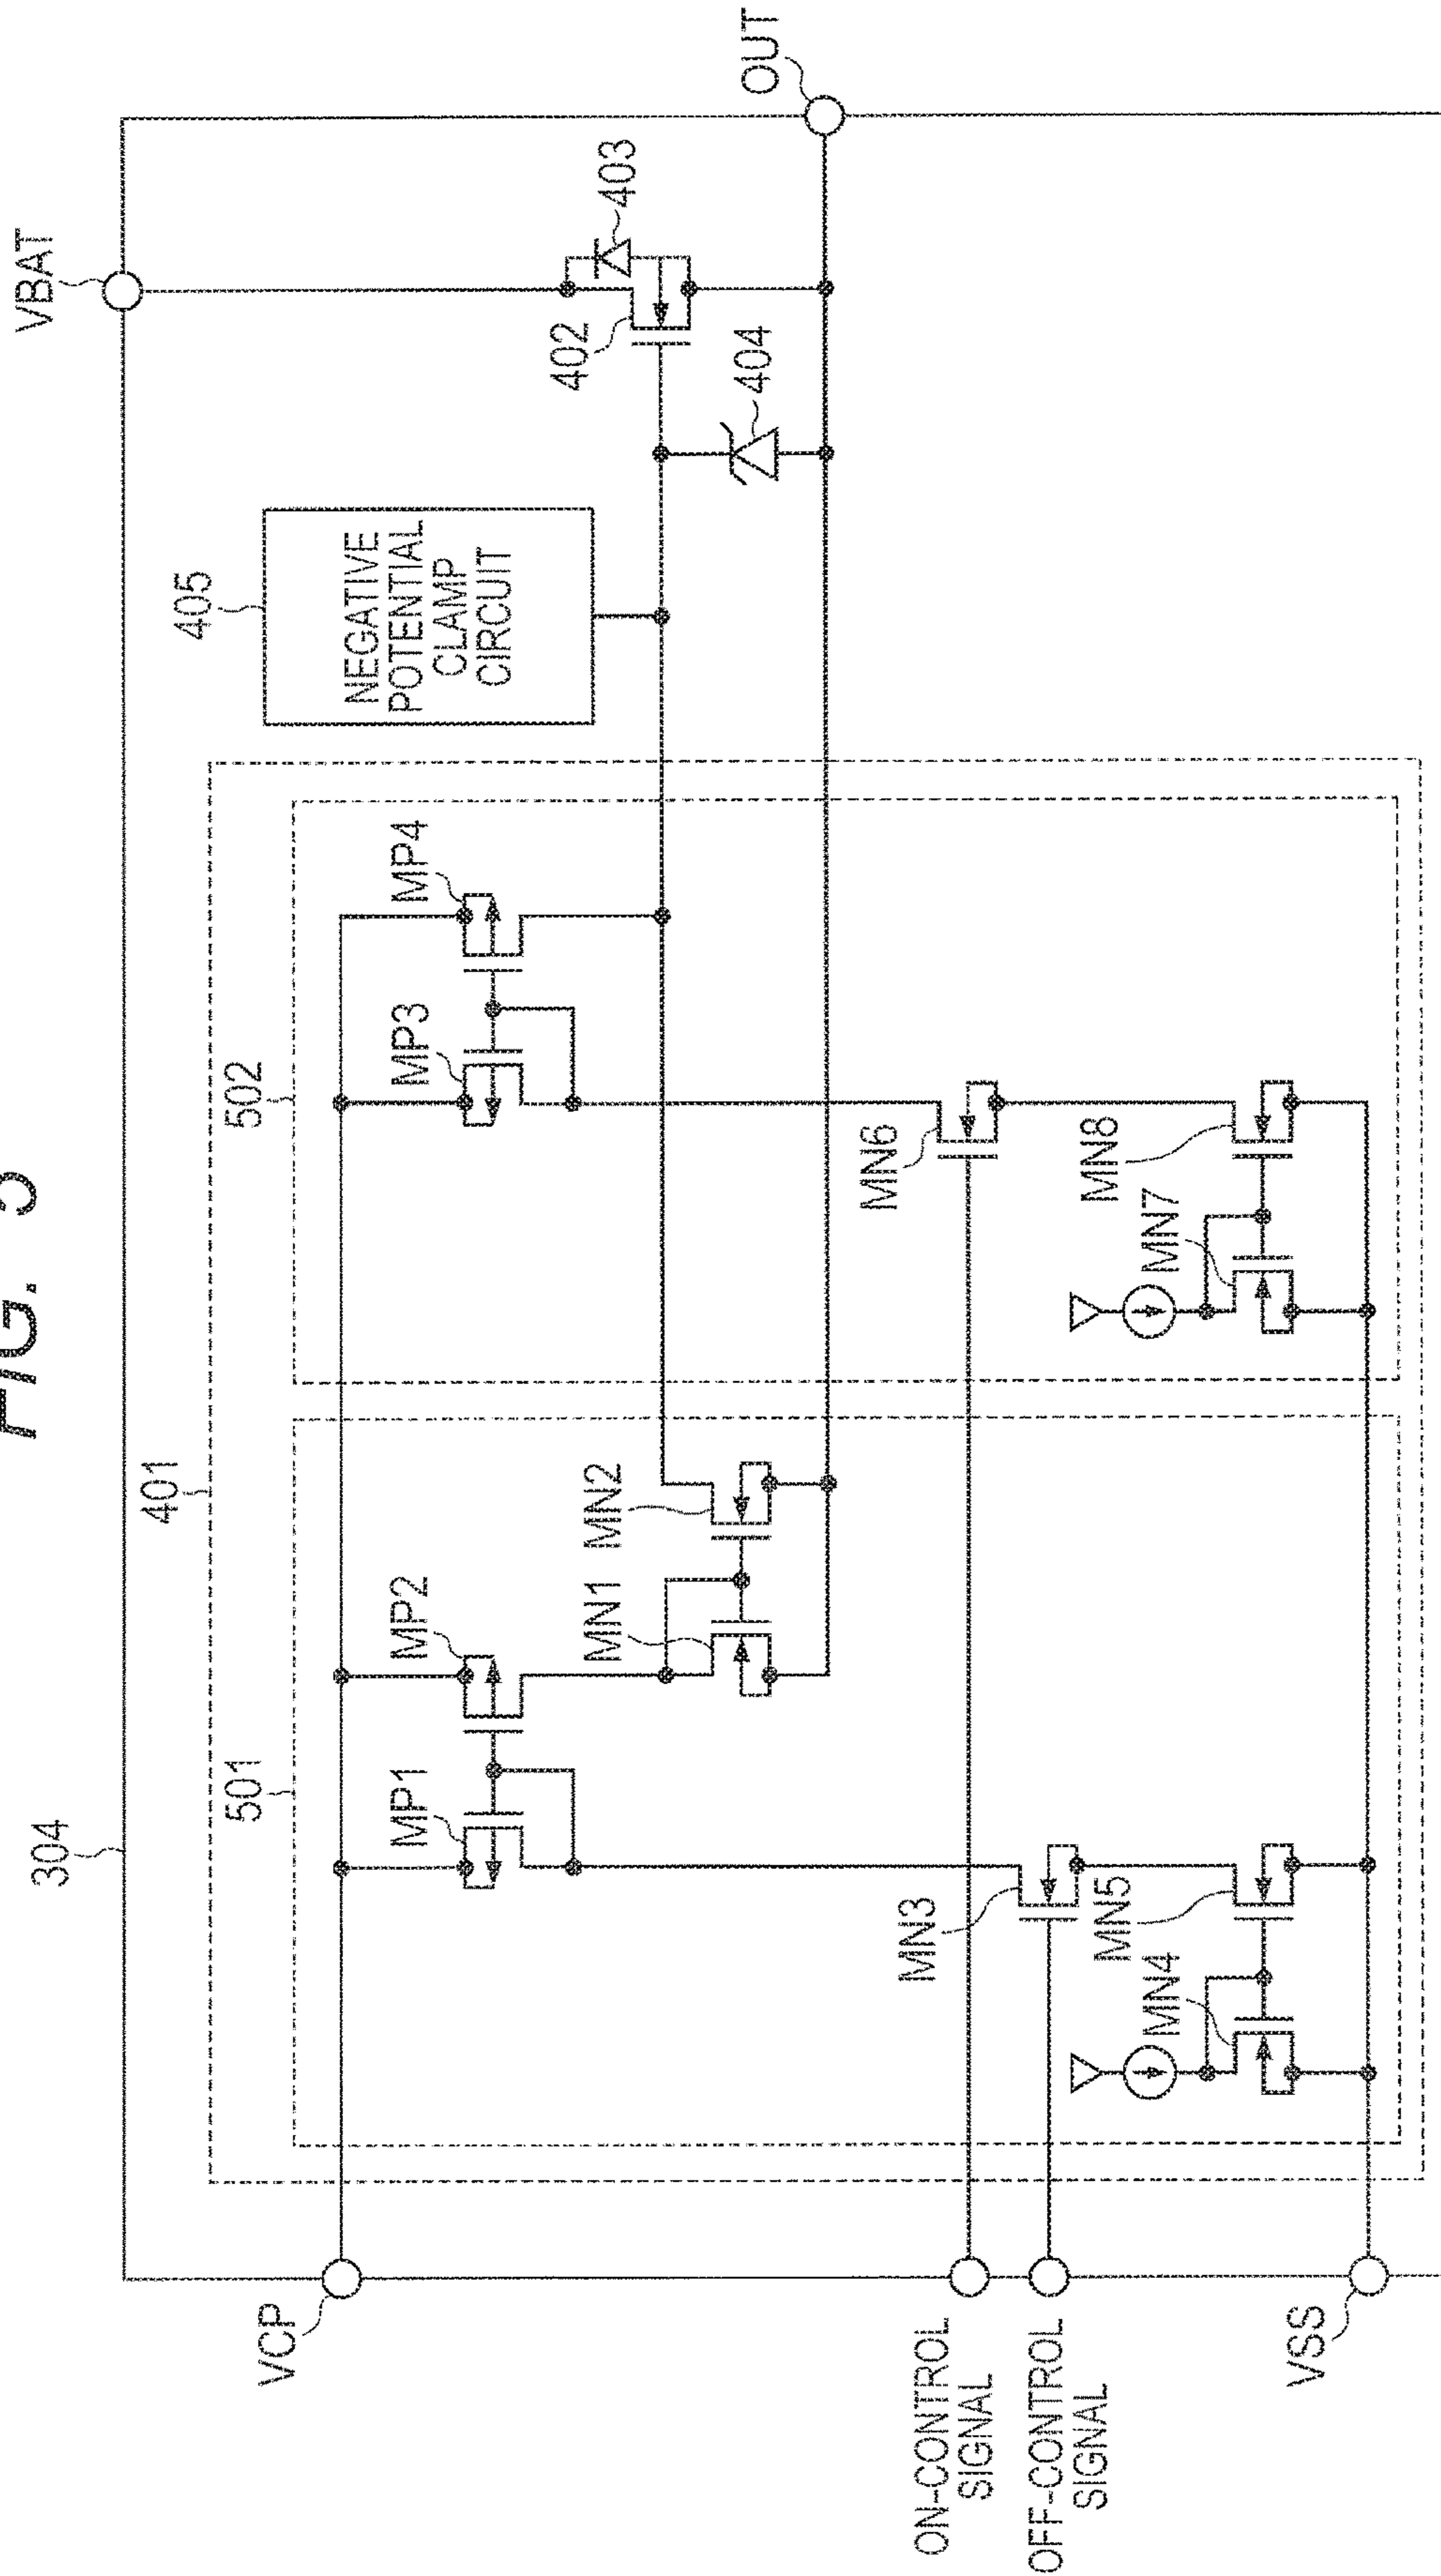 FIG. 5
304
401
501
502
405
VBAT
VCP
MP1
MP2
MP3
MP4
NEGATIVE
POTENTIAL
CLAMP
CIRCUIT
402
403
404
OUT
MN1
MN2
MN3
MN6
ON-CONTROL
SIGNAL
OFF-CONTROL
SIGNAL
MN4
MN5
MN7
MN8
VSS